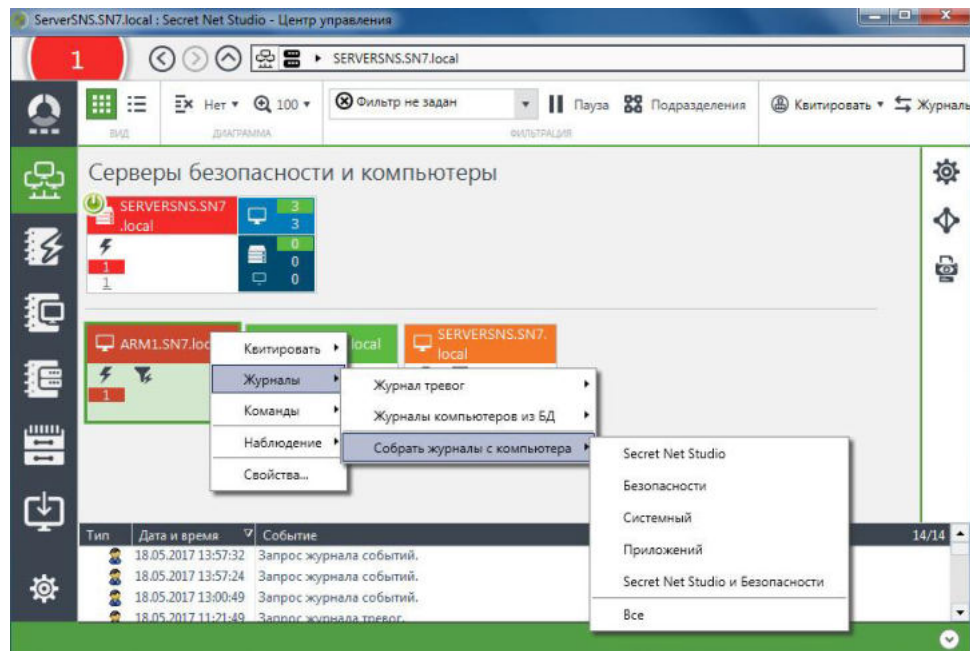 ServerSNS.SN7.local : Secret Net Studio - Центр управления
1
SERVERSNS.SN7.local
Нет
100
Фильтр не задан
Пауза
Подразделения
Квитировать
Журналы
ВИД
ДИАГРАММА
ФИЛЬТРАЦИЯ
Серверы безопасности и компьютеры
SERVERSNS.SN7
.local
3
3
1
1
0
0
0
ARM1.SN7.loc
local
SERVERSNS.SN7.
local
1
Квитировать
Журналы
Команды
Наблюдение
Свойства...
Журнал тревог
Журналы компьютеров из БД
Собрать журналы с компьютера
Secret Net Studio
Безопасности
Системный
Приложений
Secret Net Studio и Безопасности
Все
Тип Дата и время Событие 14/14
18.05.2017 13:57:32 Запрос журнала событий.
18.05.2017 13:57:24 Запрос журнала событий.
18.05.2017 13:00:49 Запрос журнала событий.
18.05.2017 11:21:49 Запрос журнала тревог.